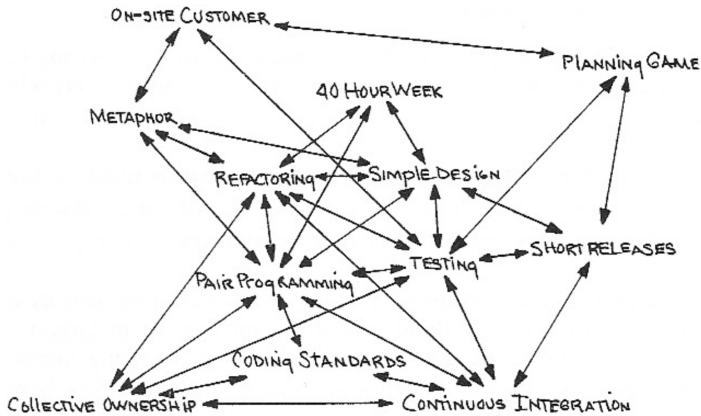 ON-SITE CUSTOMER
PLANNING GAME
40 HOUR WEEK
METAPHOR
REFACTORING
SIMPLE DESIGN
SHORT RELEASES
TESTING
PAIR PROGRAMMING
CODING STANDARDS
COLLECTIVE OWNERSHIP
CONTINUOUS INTEGRATION